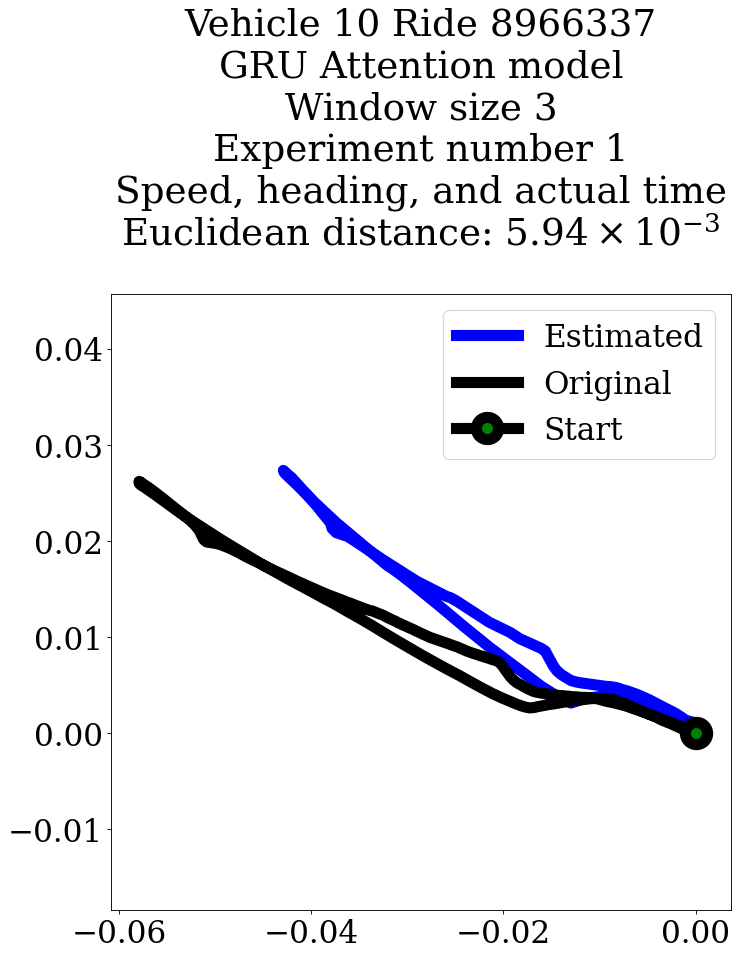 Vehicle 10 Ride 8966337
GRU Attention model
Window size 3
Experiment number 1
Speed, heading, and actual time
Euclidean distance: 5.94 × 10⁻³
Estimated
Original
Start
0.04
0.03
0.02
0.01
0.00
−0.01
−0.06
−0.04
−0.02
0.00